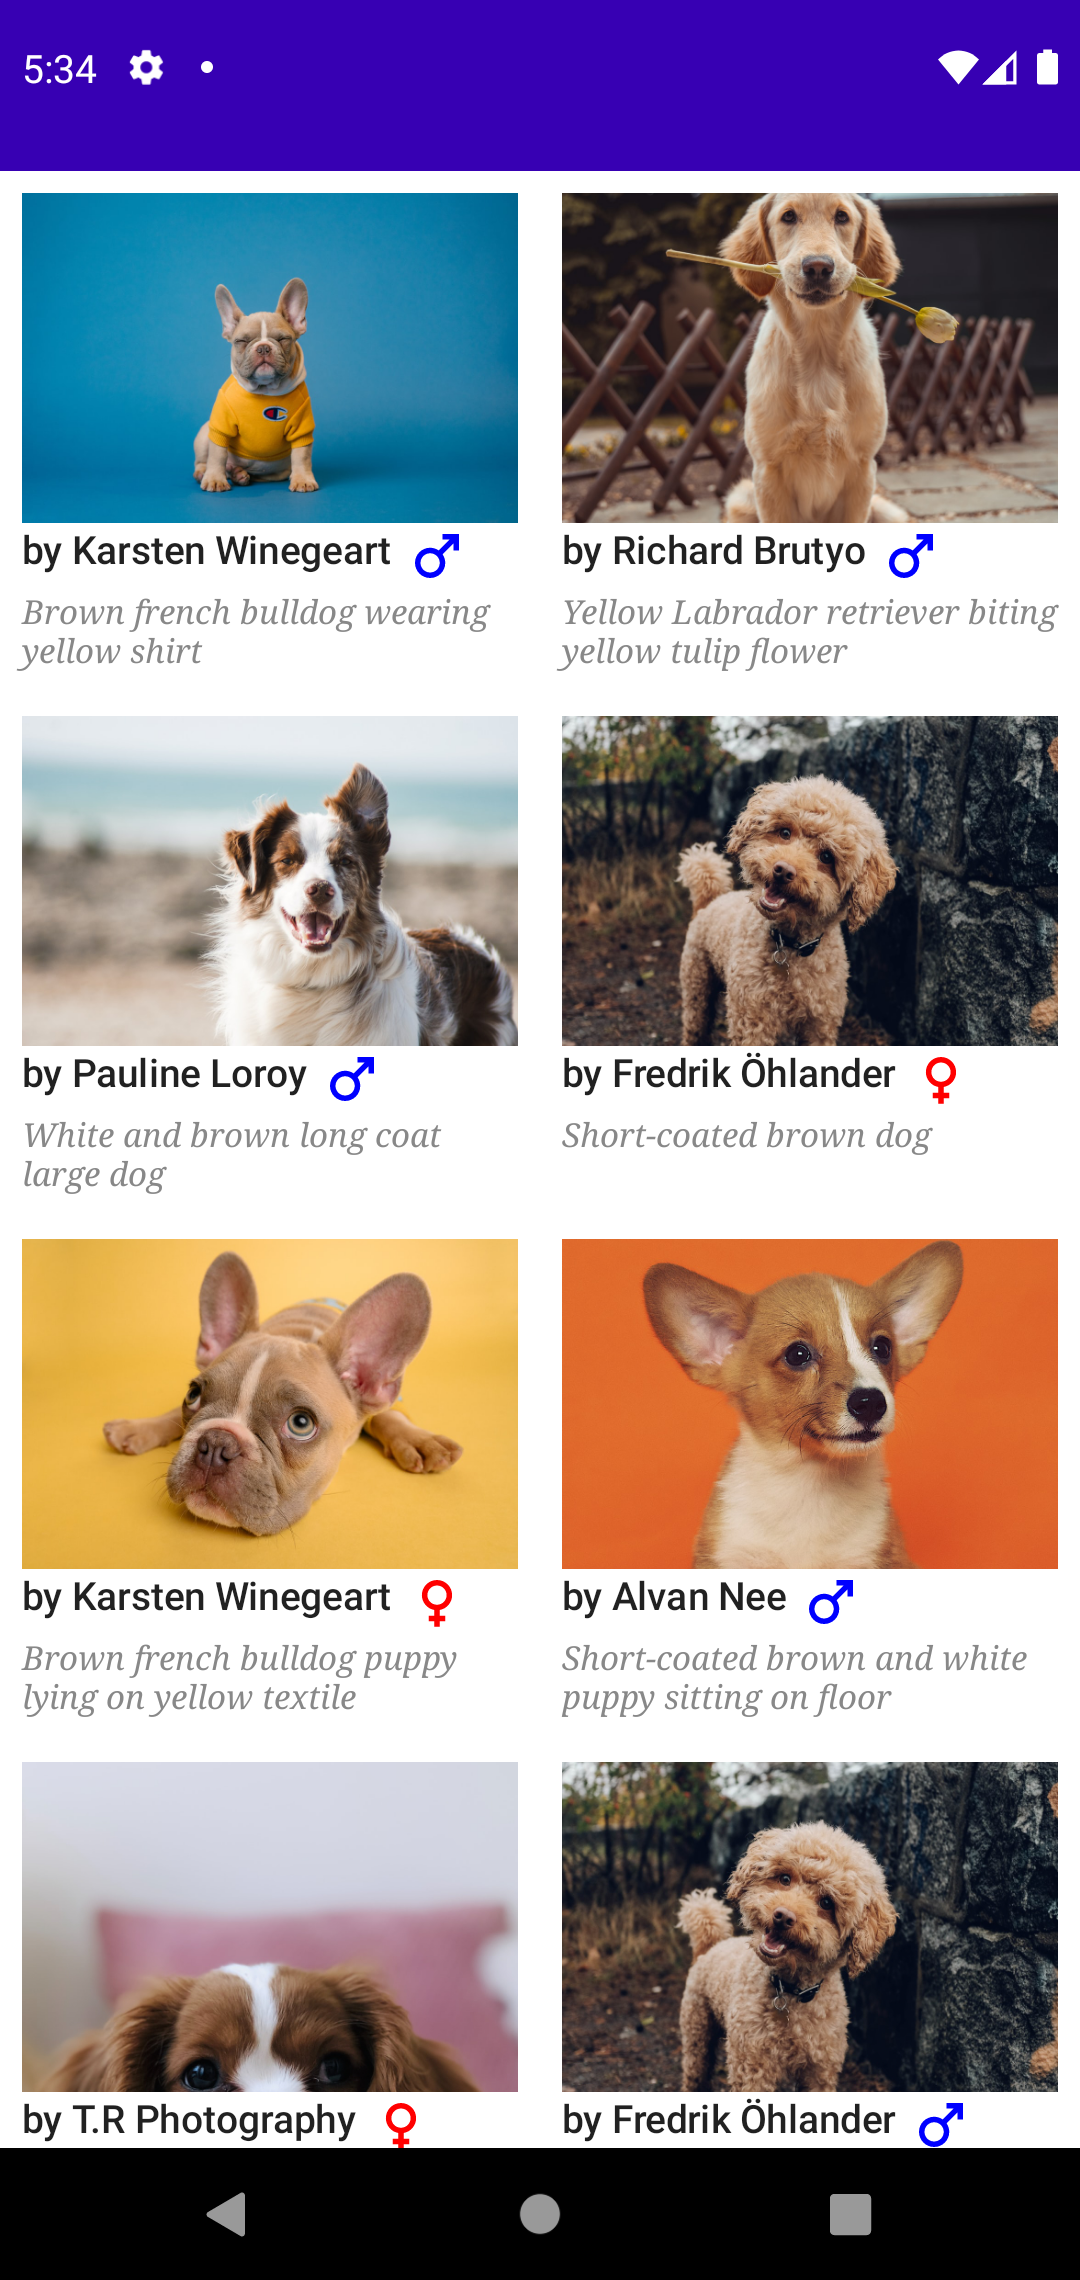 5:34
by Karsten Winegeart
Brown french bulldog wearing
yellow shirt
by Richard Brutyo
Yellow Labrador retriever biting
yellow tulip flower
by Pauline Loroy
White and brown long coat
large dog
by Fredrik Öhlander
Short-coated brown dog
by Karsten Winegeart
Brown french bulldog puppy
lying on yellow textile
by Alvan Nee
Short-coated brown and white
puppy sitting on floor
by T.R Photography
by Fredrik Öhlander